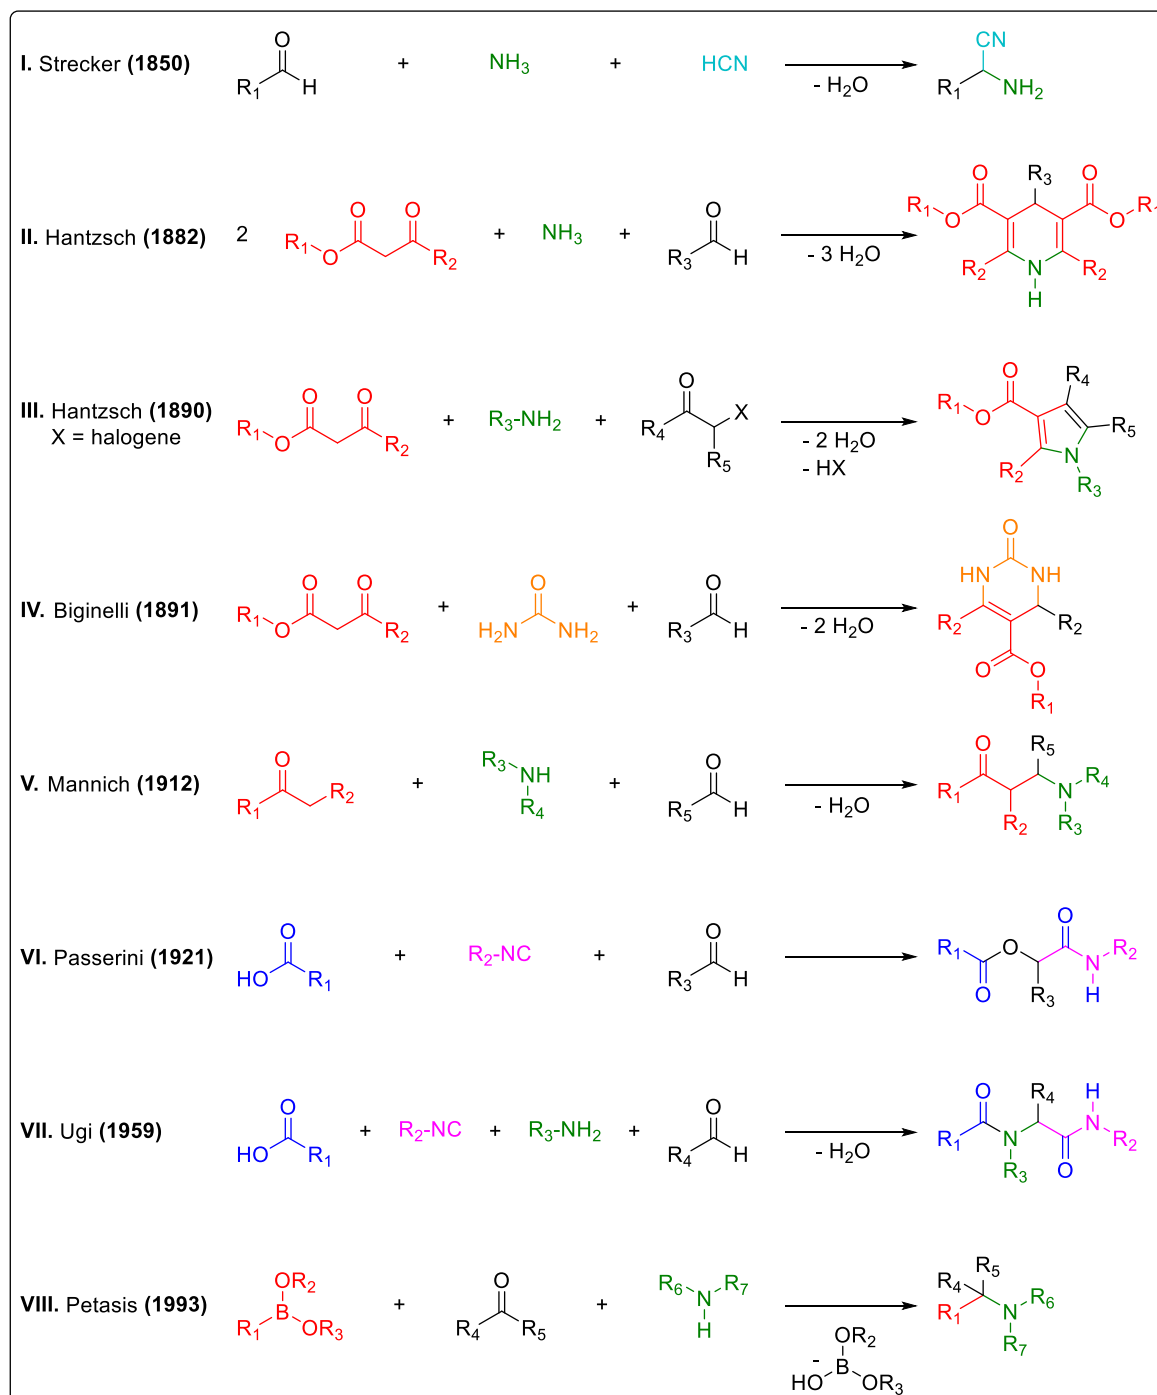 I. Strecker (1850) R₁ O H + NH₃ + HCN - H₂O R₁ CN NH₂
II. Hantzsch (1882) 2 R₁ O O O R₂ + NH₃ + R₃ O H - 3 H₂O R₁ O O R₃ O O R₁ R₂ N H R₂
III. Hantzsch (1890) R₁ O O O R₂ + R₃-NH₂ + R₄ O X R₅ - 2 H₂O R₁ O O R₄ R₅ R₂ N R₃
X = halogene - HX
IV. Biginelli (1891) R₁ O O O R₂ + H₂N O NH₂ + R₃ O H - 2 H₂O O HN NH R₂ R₂ O O R₁
V. Mannich (1912) R₁ O R₂ + R₃ NH R₄ + R₅ O H - H₂O R₁ O R₂ R₅ N R₄ R₃
VI. Passerini (1921) HO O R₁ + R₂-NC + R₃ O H R₁ O O R₃ O N H R₂
VII. Ugi (1959) HO O R₁ + R₂-NC + R₃-NH₂ + R₄ O H - H₂O R₁ O N R₃ R₄ O H N R₂
VIII. Petasis (1993) R₁ B OR₂ OR₃ + R₄ O R₅ + R₆ N H R₇ - HO B OR₂ OR₃ R₄ R₅ R₁ N R₆ R₇